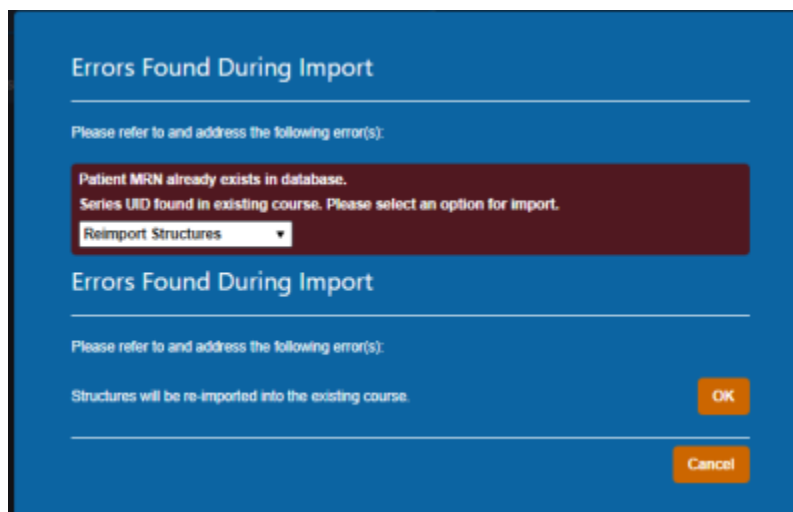 Errors Found During Import
Please refer to and address the following error(s):
Patient MRN already exists in database.
Series UID found in existing course. Please select an option for import.
Reimport Structures
Errors Found During Import
Please refer to and address the following error(s):
Structures will be re-imported into the existing course.
OK
Cancel